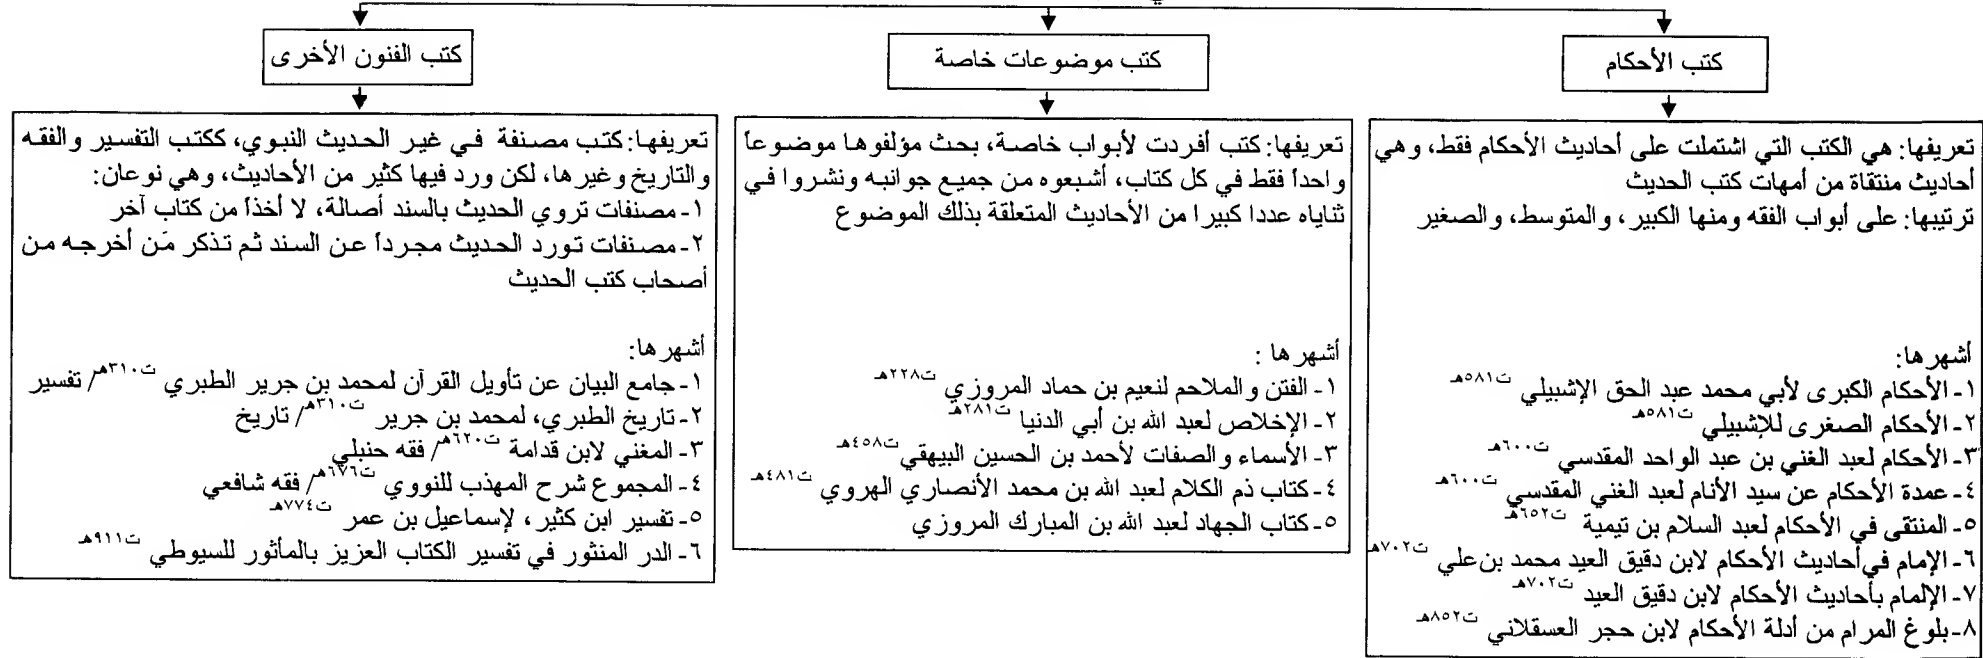 كتب الأحكام
تعريفها: هي الكتب التي اشتملت على أحاديث الأحكام فقط، وهي
أحاديث منتقاة من أمهات كتب الحديث
ترتيبها: على أبواب الفقه ومنها الكبير، والمتوسط، والصغير
أشهرها:
١- الأحكام الكبرى لأبي محمد عبد الحق الإشبيلي ت٥٨١هـ
٢- الأحكام الصغرى للإشبيلي ت٥٨١هـ
٣- الأحكام لعبد الغني بن عبد الواحد المقدسي ت٦٠٠هـ
٤- عمدة الأحكام عن سيد الأنام لعبد الغني المقدسي ت٦٠٠هـ
٥- المنتقى في الأحكام لعبد السلام بن تيمية ت٦٥٢هـ
٦- الإمام في أحاديث الأحكام لابن دقيق العيد محمد بن علي ت٧٠٢هـ
٧- الإلمام بأحاديث الأحكام لابن دقيق العيد ت٧٠٢هـ
٨- بلوغ المرام من أدلة الأحكام لابن حجر العسقلاني ت٨٥٢هـ
كتب موضوعات خاصة
تعريفها: كتب أفردت لأبواب خاصة، بحث مؤلفوها موضوعاً
واحداً فقط في كل كتاب، أشبعوه من جميع جوانبه ونشروا في
ثناياه عددا كبيرا من الأحاديث المتعلقة بذلك الموضوع
أشهرها :
١- الفتن والملاحم لنعيم بن حماد المروزي ت٢٢٨هـ
٢- الإخلاص لعبد الله بن أبي الدنيا ت٢٨١هـ
٣- الأسماء والصفات لأحمد بن الحسين البيهقي ت٤٥٨هـ
٤- كتاب ذم الكلام لعبد الله بن محمد الأنصاري الهروي ت٤٨١هـ
٥- كتاب الجهاد لعبد الله بن المبارك المروزي
كتب الفنون الأخرى
تعريفها: كتب مصنفة في غير الحديث النبوي، ككتب التفسير والفقه
والتاريخ وغيرها، لكن ورد فيها كثير من الأحاديث، وهي نوعان:
١- مصنفات تروي الحديث بالسند أصالة، لا أخذاً من كتاب آخر
٢- مصنفات تورد الحديث مجرداً عن السند ثم تذكر مَن أخرجه من
أصحاب كتب الحديث
أشهرها:
١- جامع البيان عن تأويل القرآن لمحمد بن جرير الطبري ت٣١٠هـ/ تفسير
٢- تاريخ الطبري، لمحمد بن جرير ت٣١٠هـ/ تاريخ
٣- المغني لابن قدامة ت٦٢٠هـ/ فقه حنبلي
٤- المجموع شرح المهذب للنووي ت٦٧٦هـ/ فقه شافعي
٥- تفسير ابن كثير، لإسماعيل بن عمر ت٧٧٤هـ
٦- الدر المنثور في تفسير الكتاب العزيز بالمأثور للسيوطي ت٩١١هـ